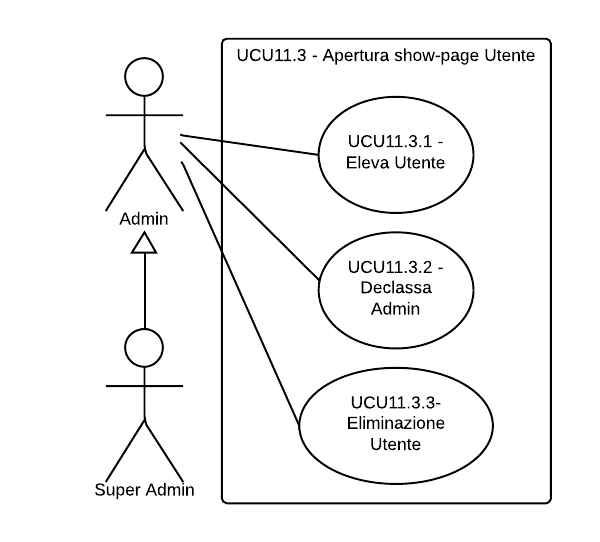 UCU11.3 - Apertura show-page Utente
UCU11.3.1 -
Eleva Utente
Admin
UCU11.3.2 -
Declassa
Admin
UCU11.3.3-
Eliminazione
Utente
Super Admin